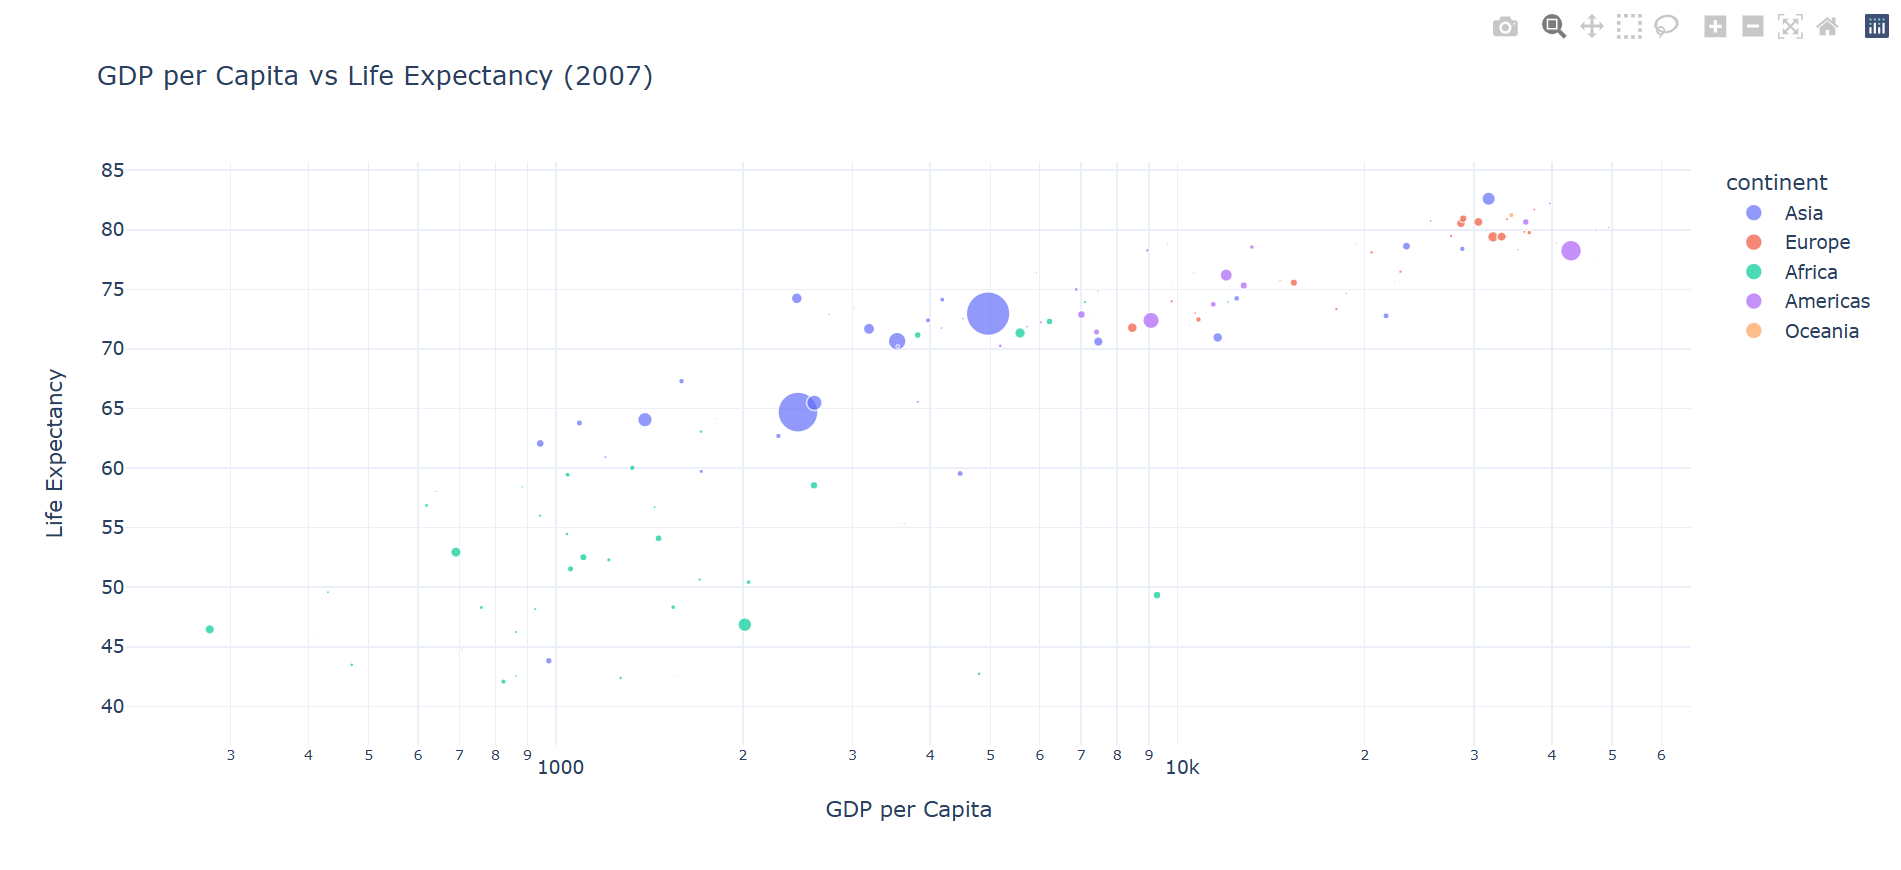 GDP per Capita vs Life Expectancy (2007)
85
80
75
70
65
60
55
50
45
40
Life Expectancy
3 4 5 6 7 8 9 1000 2 3 4 5 6 7 8 9 10k 2 3 4 5 6
GDP per Capita
continent
Asia
Europe
Africa
Americas
Oceania